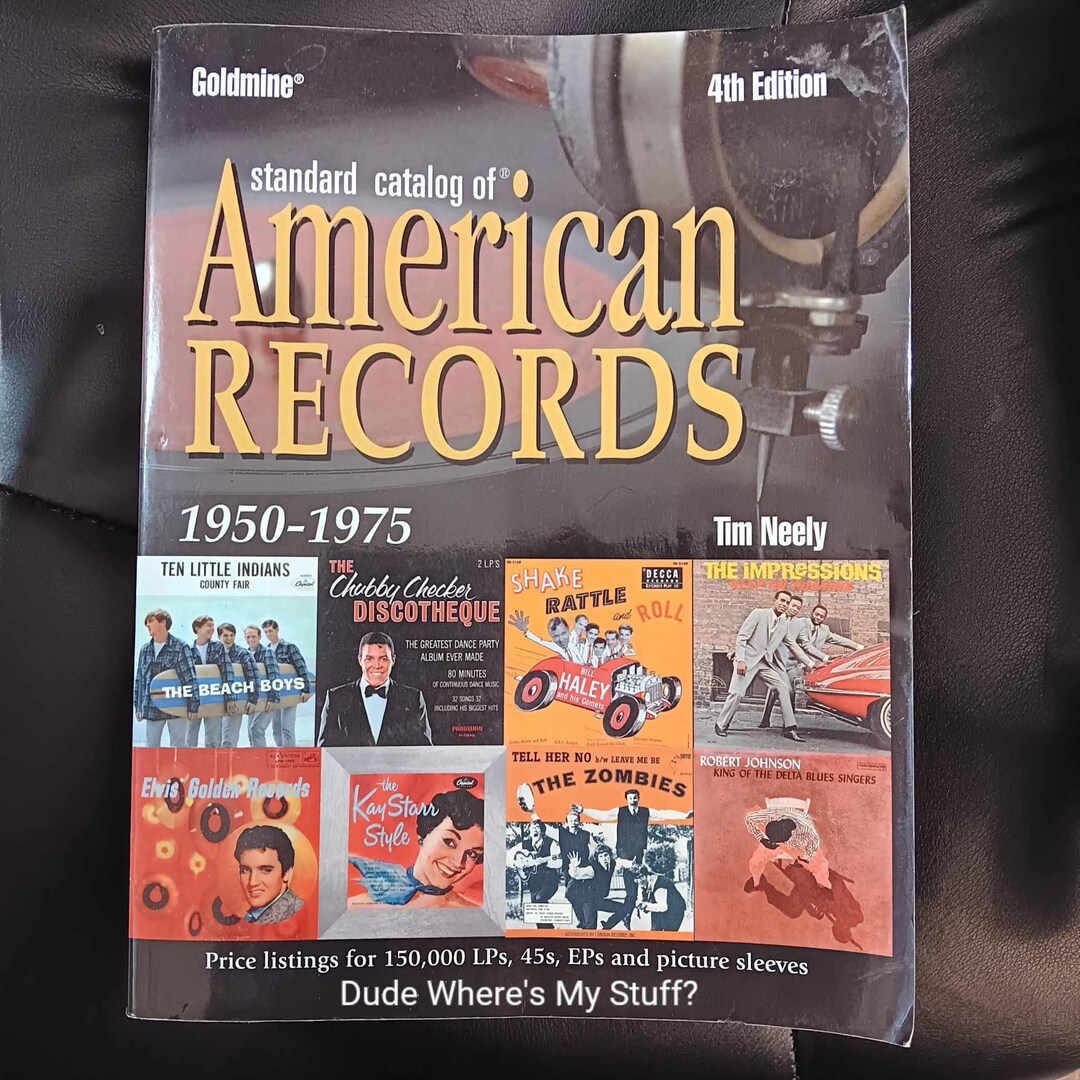 Goldmine®
4th Edition
standard catalog of®
American
RECORDS
1950-1975
Tim Neely
TEN LITTLE INDIANS
COUNTY FAIR
Capitol
THE BEACH BOYS
THE
2 LP'S
Chubby Checker
DISCOTHEQUE
THE GREATEST DANCE PARTY
ALBUM EVER MADE
80 MINUTES
OF CONTINUOUS DANCE MUSIC
32 SONGS 32
INCLUDING HIS BIGGEST HITS
PARKWAY
SHAKE
RATTLE
and ROLL
DECCA
RECORDS
BILL
HALEY
and his Comets
THE IMPRESSIONS
Elvis' Golden Records
the
Capitol
Kay Starr
Style
TELL HER NO b/w LEAVE ME BE
THE ZOMBIES
ROBERT JOHNSON
KING OF THE DELTA BLUES SINGERS
Price listings for 150,000 LPs, 45s, EPs and picture sleeves
Dude Where's My Stuff?